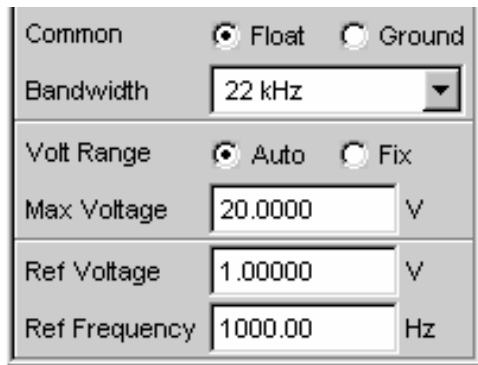 Common Float Ground
Bandwidth 22 kHz
Volt Range Auto Fix
Max Voltage 20.0000 V
Ref Voltage 1.00000 V
Ref Frequency 1000.00 Hz